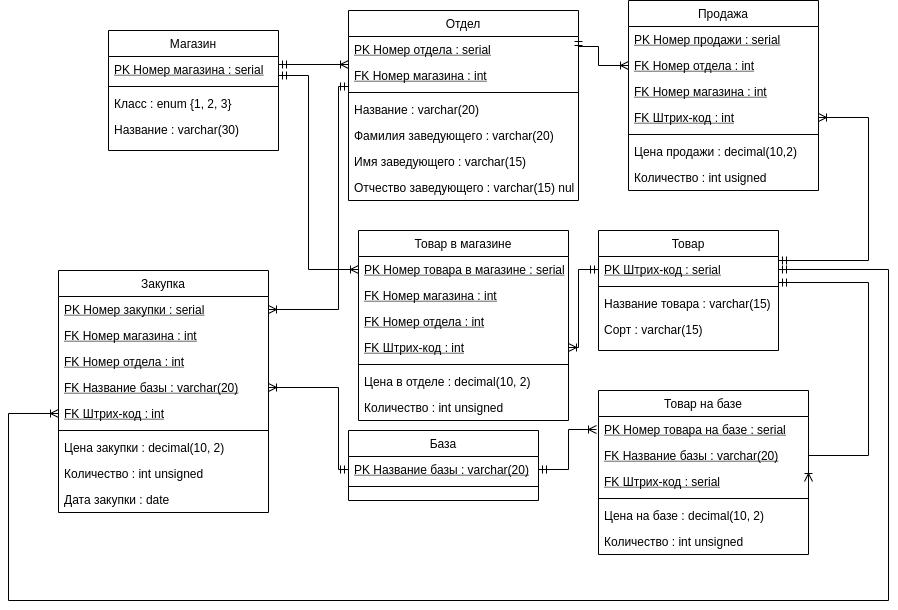 Магазин
PK Номер магазина : serial
Класс : enum {1, 2, 3}
Название : varchar(30)
Отдел
PK Номер отдела : serial
FK Номер магазина : int
Название : varchar(20)
Фамилия заведующего : varchar(20)
Имя заведующего : varchar(15)
Отчество заведующего : varchar(15) nul
Продажа
PK Номер продажи : serial
FK Номер отдела : int
FK Номер магазина : int
FK Штрих-код : int
Цена продажи : decimal(10,2)
Количество : int usigned
Товар в магазине
PK Номер товара в магазине : serial
FK Номер магазина : int
FK Номер отдела : int
FK Штрих-код : int
Цена в отделе : decimal(10, 2)
Количество : int unsigned
Товар
PK Штрих-код : serial
Название товара : varchar(15)
Сорт : varchar(15)
Закупка
PK Номер закупки : serial
FK Номер магазина : int
FK Номер отдела : int
FK Название базы : varchar(20)
FK Штрих-код : int
Цена закупки : decimal(10, 2)
Количество : int unsigned
Дата закупки : date
База
PK Название базы : varchar(20)
Товар на базе
PK Номер товара на базе : serial
FK Название базы : varchar(20)
FK Штрих-код : serial
Цена на базе : decimal(10, 2)
Количество : int unsigned